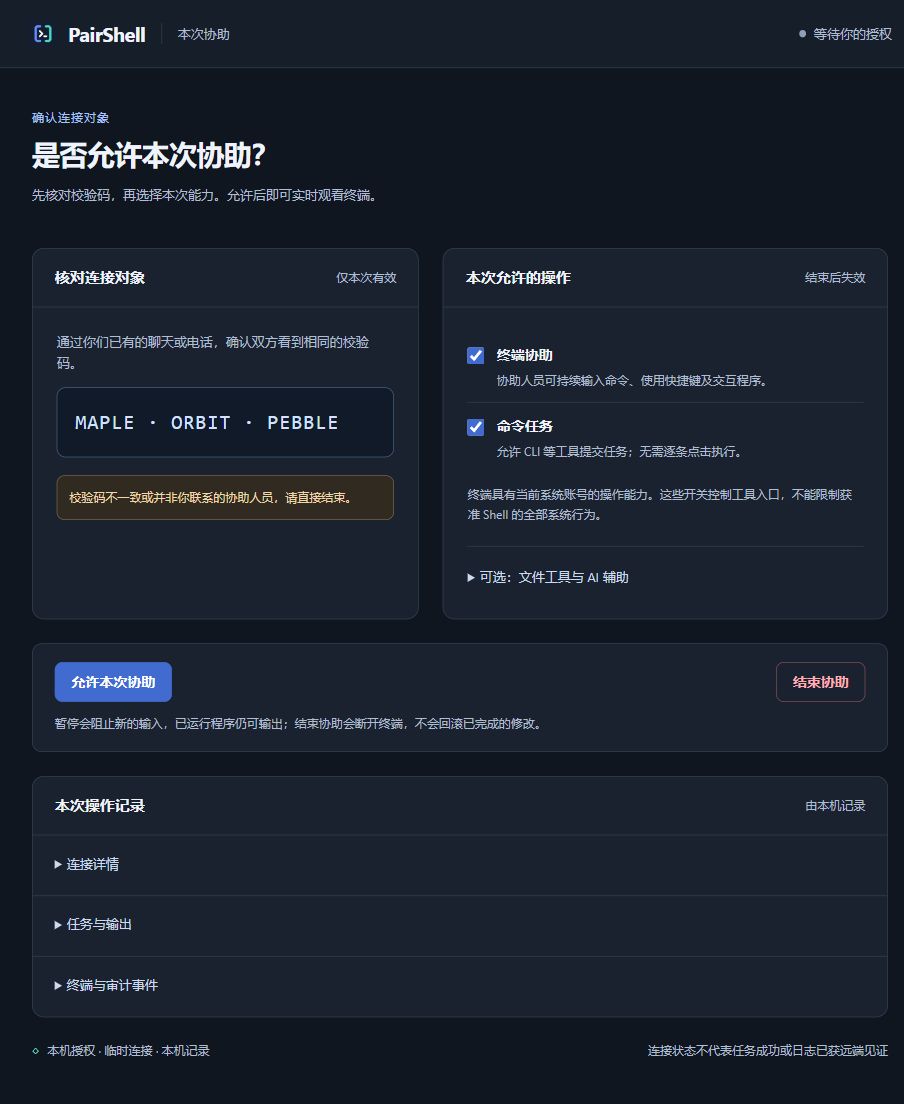 PairShell
本次协助
等待你的授权
确认连接对象
是否允许本次协助?
先核对校验码，再选择本次能力。允许后即可实时观看终端。
核对连接对象
仅本次有效
通过你们已有的聊天或电话，确认双方看到相同的校验
码。
MAPLE · ORBIT · PEBBLE
校验码不一致或并非你联系的协助人员，请直接结束。
本次允许的操作
结束后失效
终端协助
协助人员可持续输入命令、使用快捷键及交互程序。
命令任务
允许 CLI 等工具提交任务；无需逐条点击执行。
终端具有当前系统账号的操作能力。这些开关控制工具入口，不能限制获
准 Shell 的全部系统行为。
可选：文件工具与 AI 辅助
允许本次协助
结束协助
暂停会阻止新的输入，已运行程序仍可输出；结束协助会断开终端，不会回滚已完成的修改。
本次操作记录
由本机记录
连接详情
任务与输出
终端与审计事件
本机授权 · 临时连接 · 本机记录
连接状态不代表任务成功或日志已获远端见证